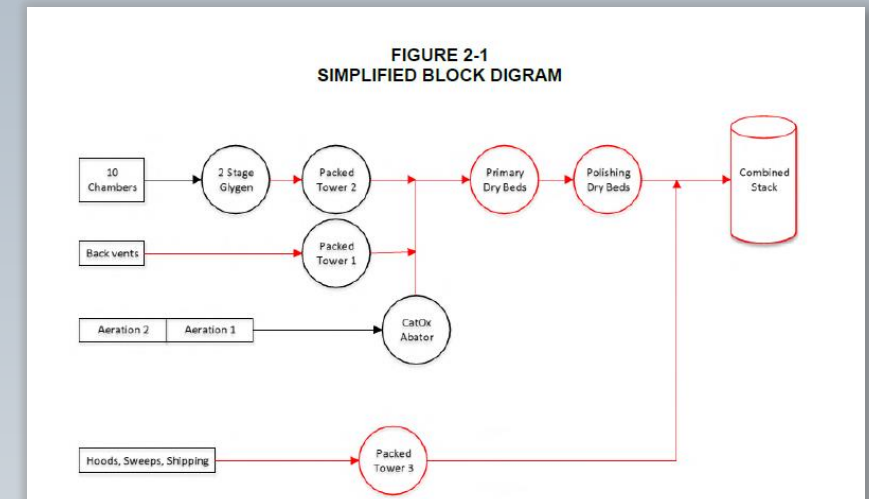 FIGURE 2-1
SIMPLIFIED BLOCK DIGRAM
10
Chambers
2 Stage
Glygen
Packed
Tower 2
Primary
Dry Beds
Polishing
Dry Beds
Combined
Stack
Back vents
Packed
Tower 1
Aeration 2
Aeration 1
CatOx
Abator
Hoods, Sweeps, Shipping
Packed
Tower 3